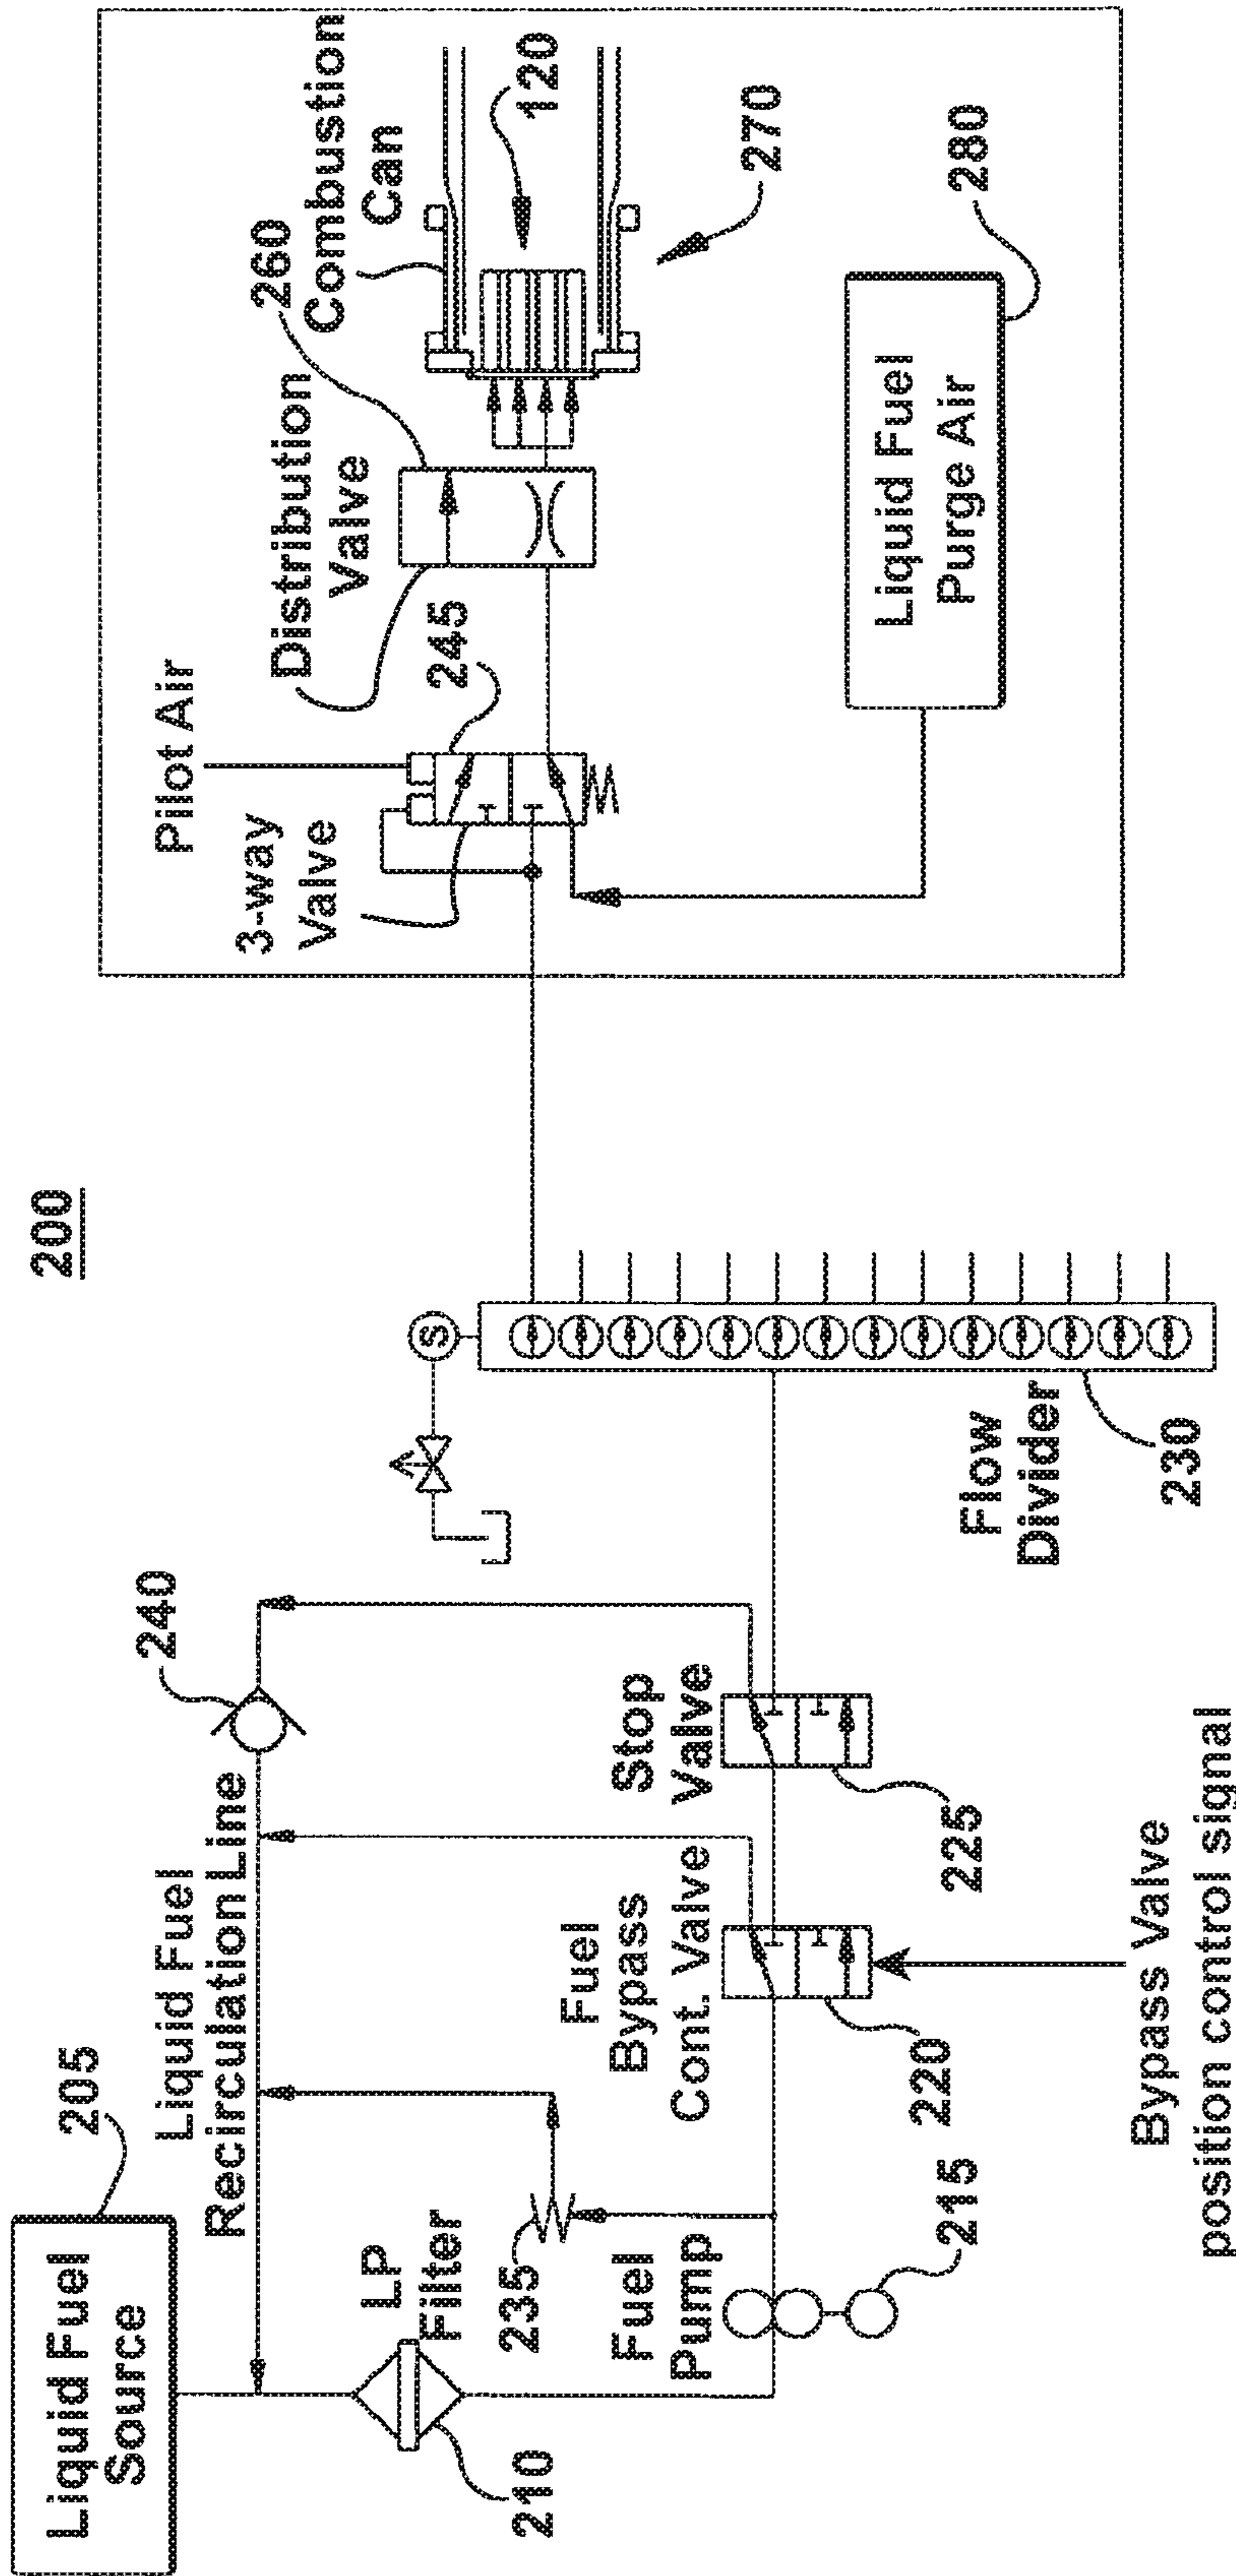 200
Liquid Fuel
Source
205
Liquid Fuel
Recirculation Line
240
LP
Filter
210
235
Fuel
Pump
215
Fuel
Bypass
Cont. Valve
220
Bypass Valve
position control signal
Stop
Valve
225
S
Flow
Divider
230
Pilot Air
3-way
Valve
245
Distribution
Valve
260
Combustion
Can
120
270
Liquid Fuel
Purge Air
280